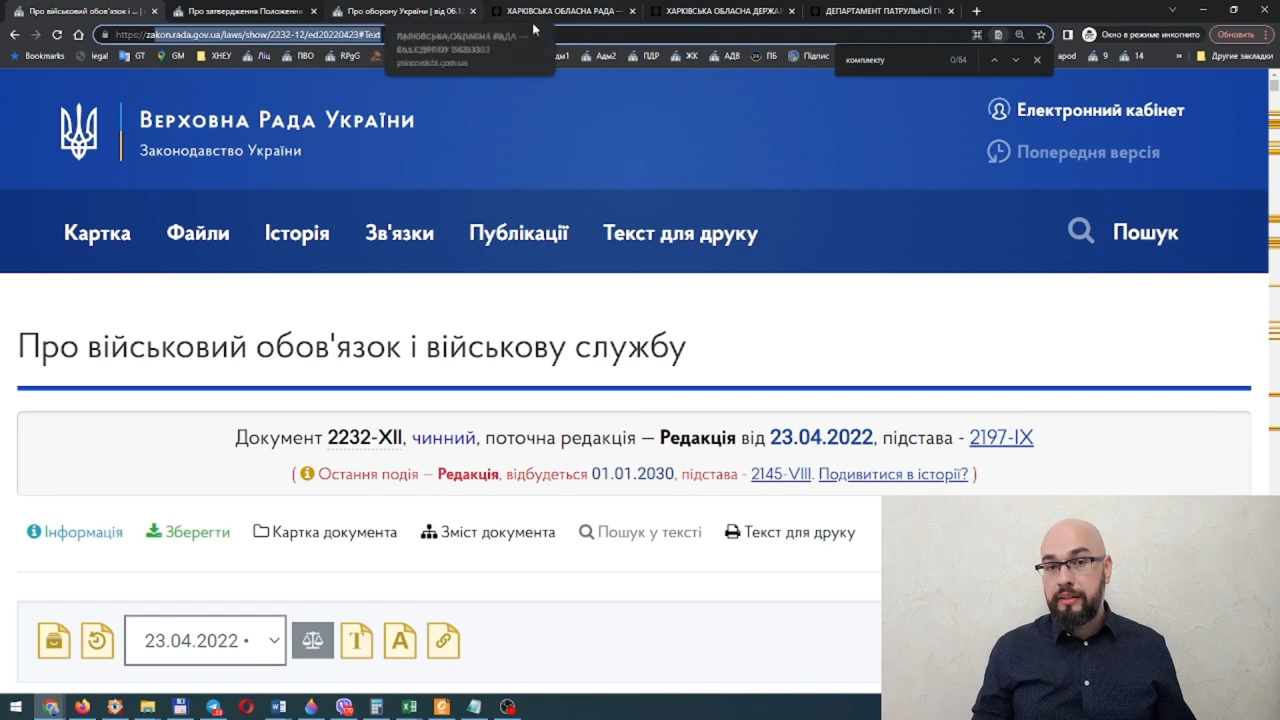 Про військовий обов'язок і ... |
Про затвердження Положення
Про оборону України | від 06.12
ХАРКІВСЬКА ОБЛАСНА РАДА —
ХАРКІВСЬКА ОБЛАСНА ДЕРЖАВ
ДЕПАРТАМЕНТ ПАТРУЛЬНОЇ П
https://zakon.rada.gov.ua/laws/show/2232-12/ed20220423#Text
Окно в режиме инкогнито
Обновить
Bookmarks
legal
GT
GM
ХНЕУ
Ліц
ПВО
RPgG
Адм2
ПДР
ЖК
АДВ
ПБ
Підпис
apod
9
14
»
Другие закладки
комплекту
0/84
Верховна Рада України
Законодавство України
Електронний кабінет
Попередня версія
Картка
Файли
Історія
Зв'язки
Публікації
Текст для друку
Пошук
Про військовий обов'язок і військову службу
Документ 2232-XII, чинний, поточна редакція — Редакція від 23.04.2022, підстава - 2197-IX
( Остання подія — Редакція, відбудеться 01.01.2030, підстава - 2145-VIII. Подивитися в історії? )
Інформація
Зберегти
Картка документа
Зміст документа
Пошук у тексті
Текст для друку
23.04.2022 •
T
A